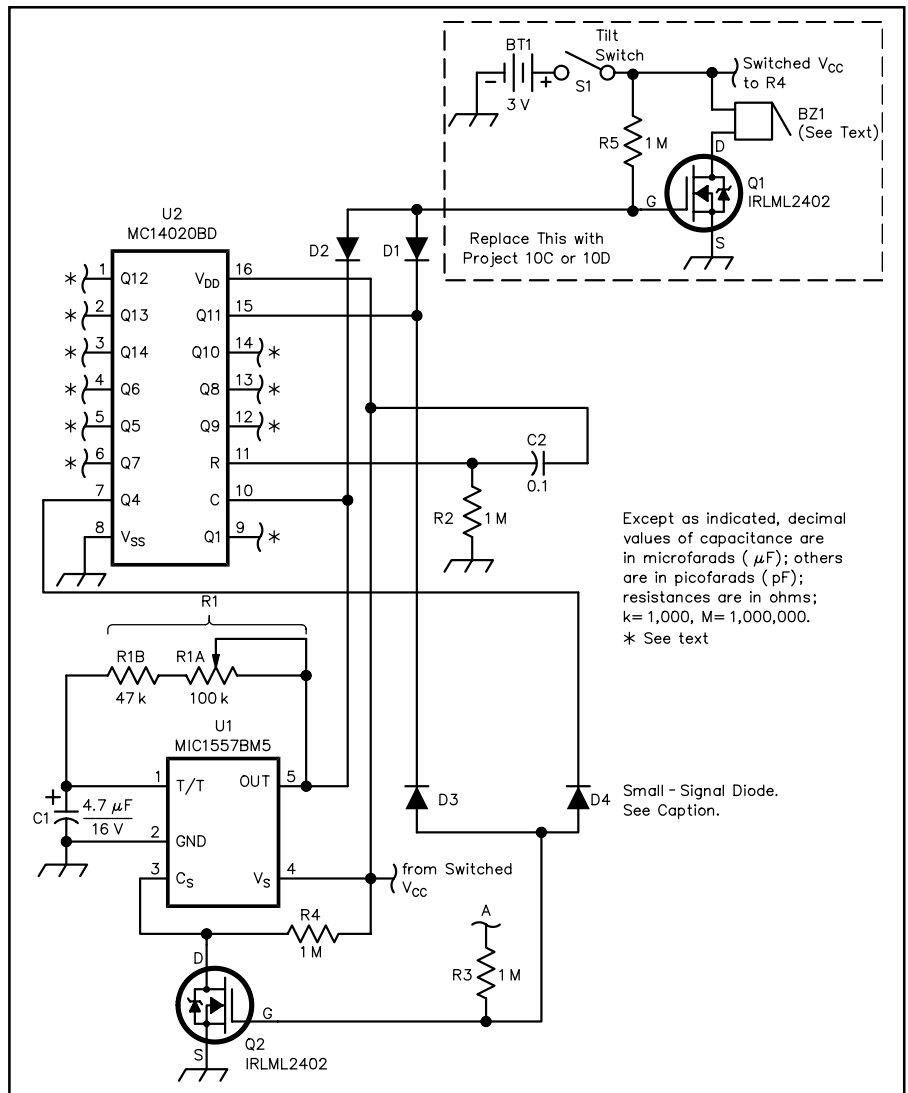 BT1
3 V
-
+
S1
Tilt
Switch
Switched VCC
to R4
BZ1
(See Text)
R5
1 M
D
G
S
Q1
IRLML2402
Replace This with
Project 10C or 10D
U2
MC14020BD
D2
D1
* 1 Q12
* 2 Q13
* 3 Q14
* 4 Q6
* 5 Q5
* 6 Q7
7 Q4
8 VSS
VDD 16
Q11 15
Q10 14 *
Q8 13 *
Q9 12 *
R 11
C 10
Q1 9 *
C2
0.1
R2
1 M
Except as indicated, decimal
values of capacitance are
in microfarads ( μF); others
are in picofarads ( pF);
resistances are in ohms;
k= 1,000, M= 1,000,000.
* See text
R1
R1B
47 k
R1A
100 k
U1
MIC1557BM5
1 T/T
2 GND
3 CS
OUT 5
VS 4
+
C1
4.7 μF
16 V
D3
D4
Small - Signal Diode.
See Caption.
from Switched
VCC
R4
1 M
A
R3
1 M
D
G
S
Q2
IRLML2402